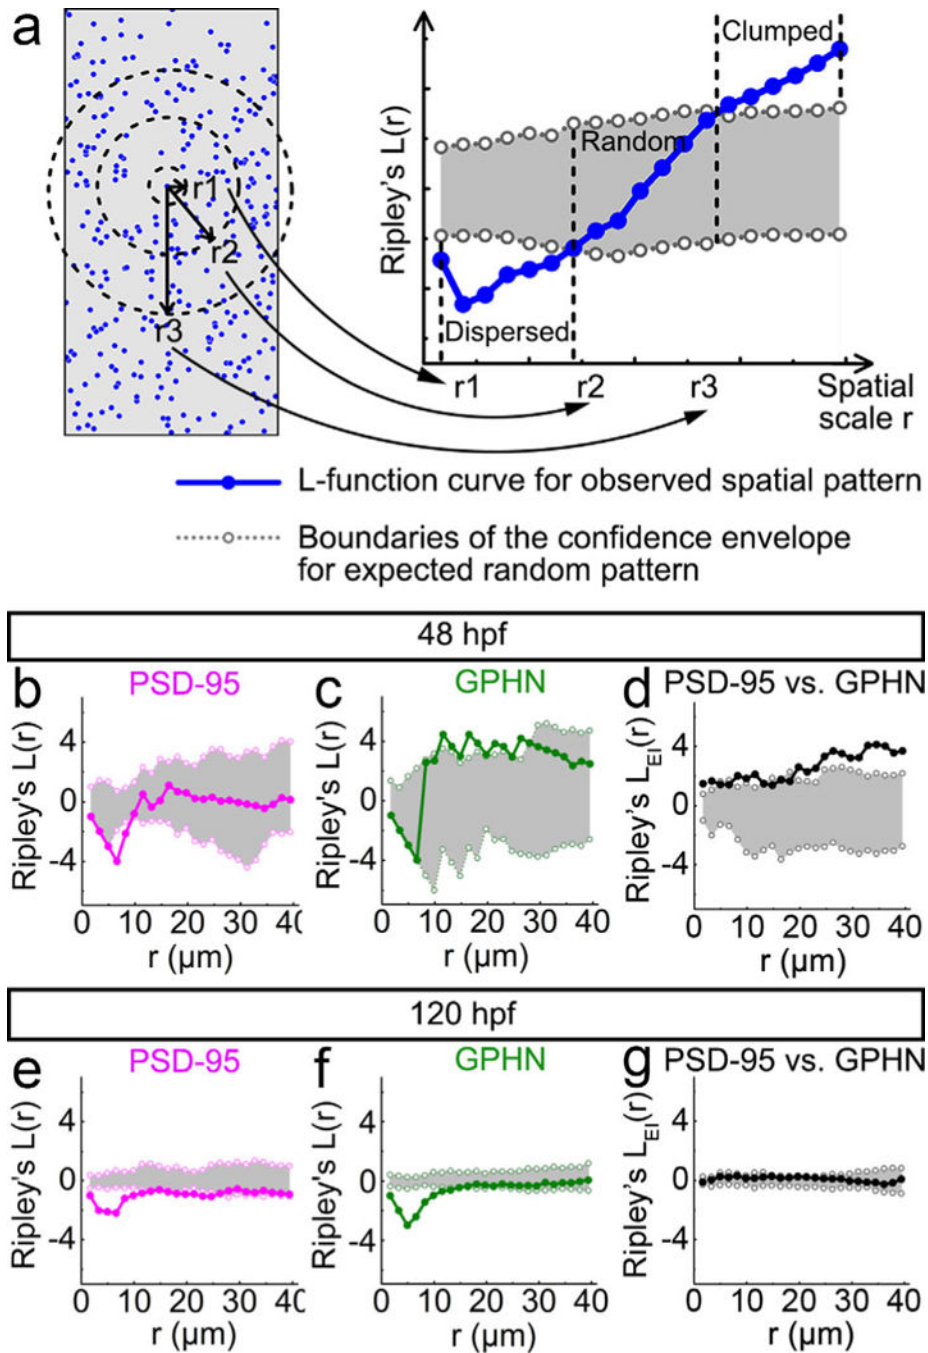 a
r1
r2
r3
Ripley's L(r)
Clumped
Random
Dispersed
r1
r2
r3
Spatial
scale r
L-function curve for observed spatial pattern
Boundaries of the confidence envelope
for expected random pattern
48 hpf
b
PSD-95
Ripley's L(r)
4
0
-4
0 10 20 30 40
r (µm)
c
GPHN
Ripley's L(r)
4
0
-4
0 10 20 30 40
r (µm)
d
PSD-95 vs. GPHN
Ripley's LEI(r)
4
0
-4
0 10 20 30 40
r (µm)
120 hpf
e
PSD-95
Ripley's L(r)
4
0
-4
0 10 20 30 40
r (µm)
f
GPHN
Ripley's L(r)
4
0
-4
0 10 20 30 40
r (µm)
g
PSD-95 vs. GPHN
Ripley's LEI(r)
4
0
-4
0 10 20 30 40
r (µm)